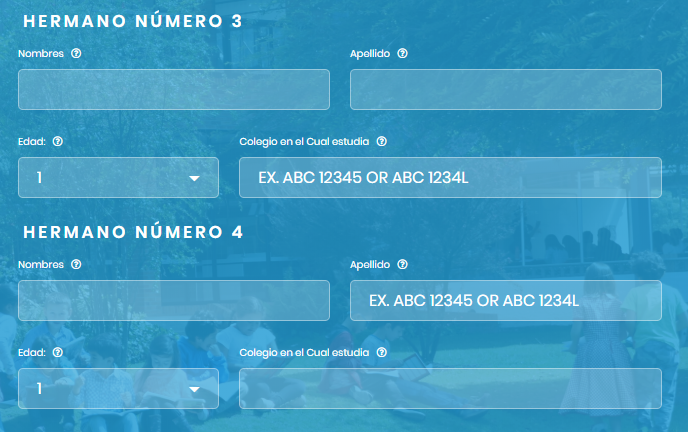 HERMANO NÚMERO 3
Nombres Apellido
Edad: Colegio en el Cual estudia
1 EX. ABC 12345 OR ABC 1234L
HERMANO NÚMERO 4
Nombres Apellido
EX. ABC 12345 OR ABC 1234L
Edad: Colegio en el Cual estudia
1